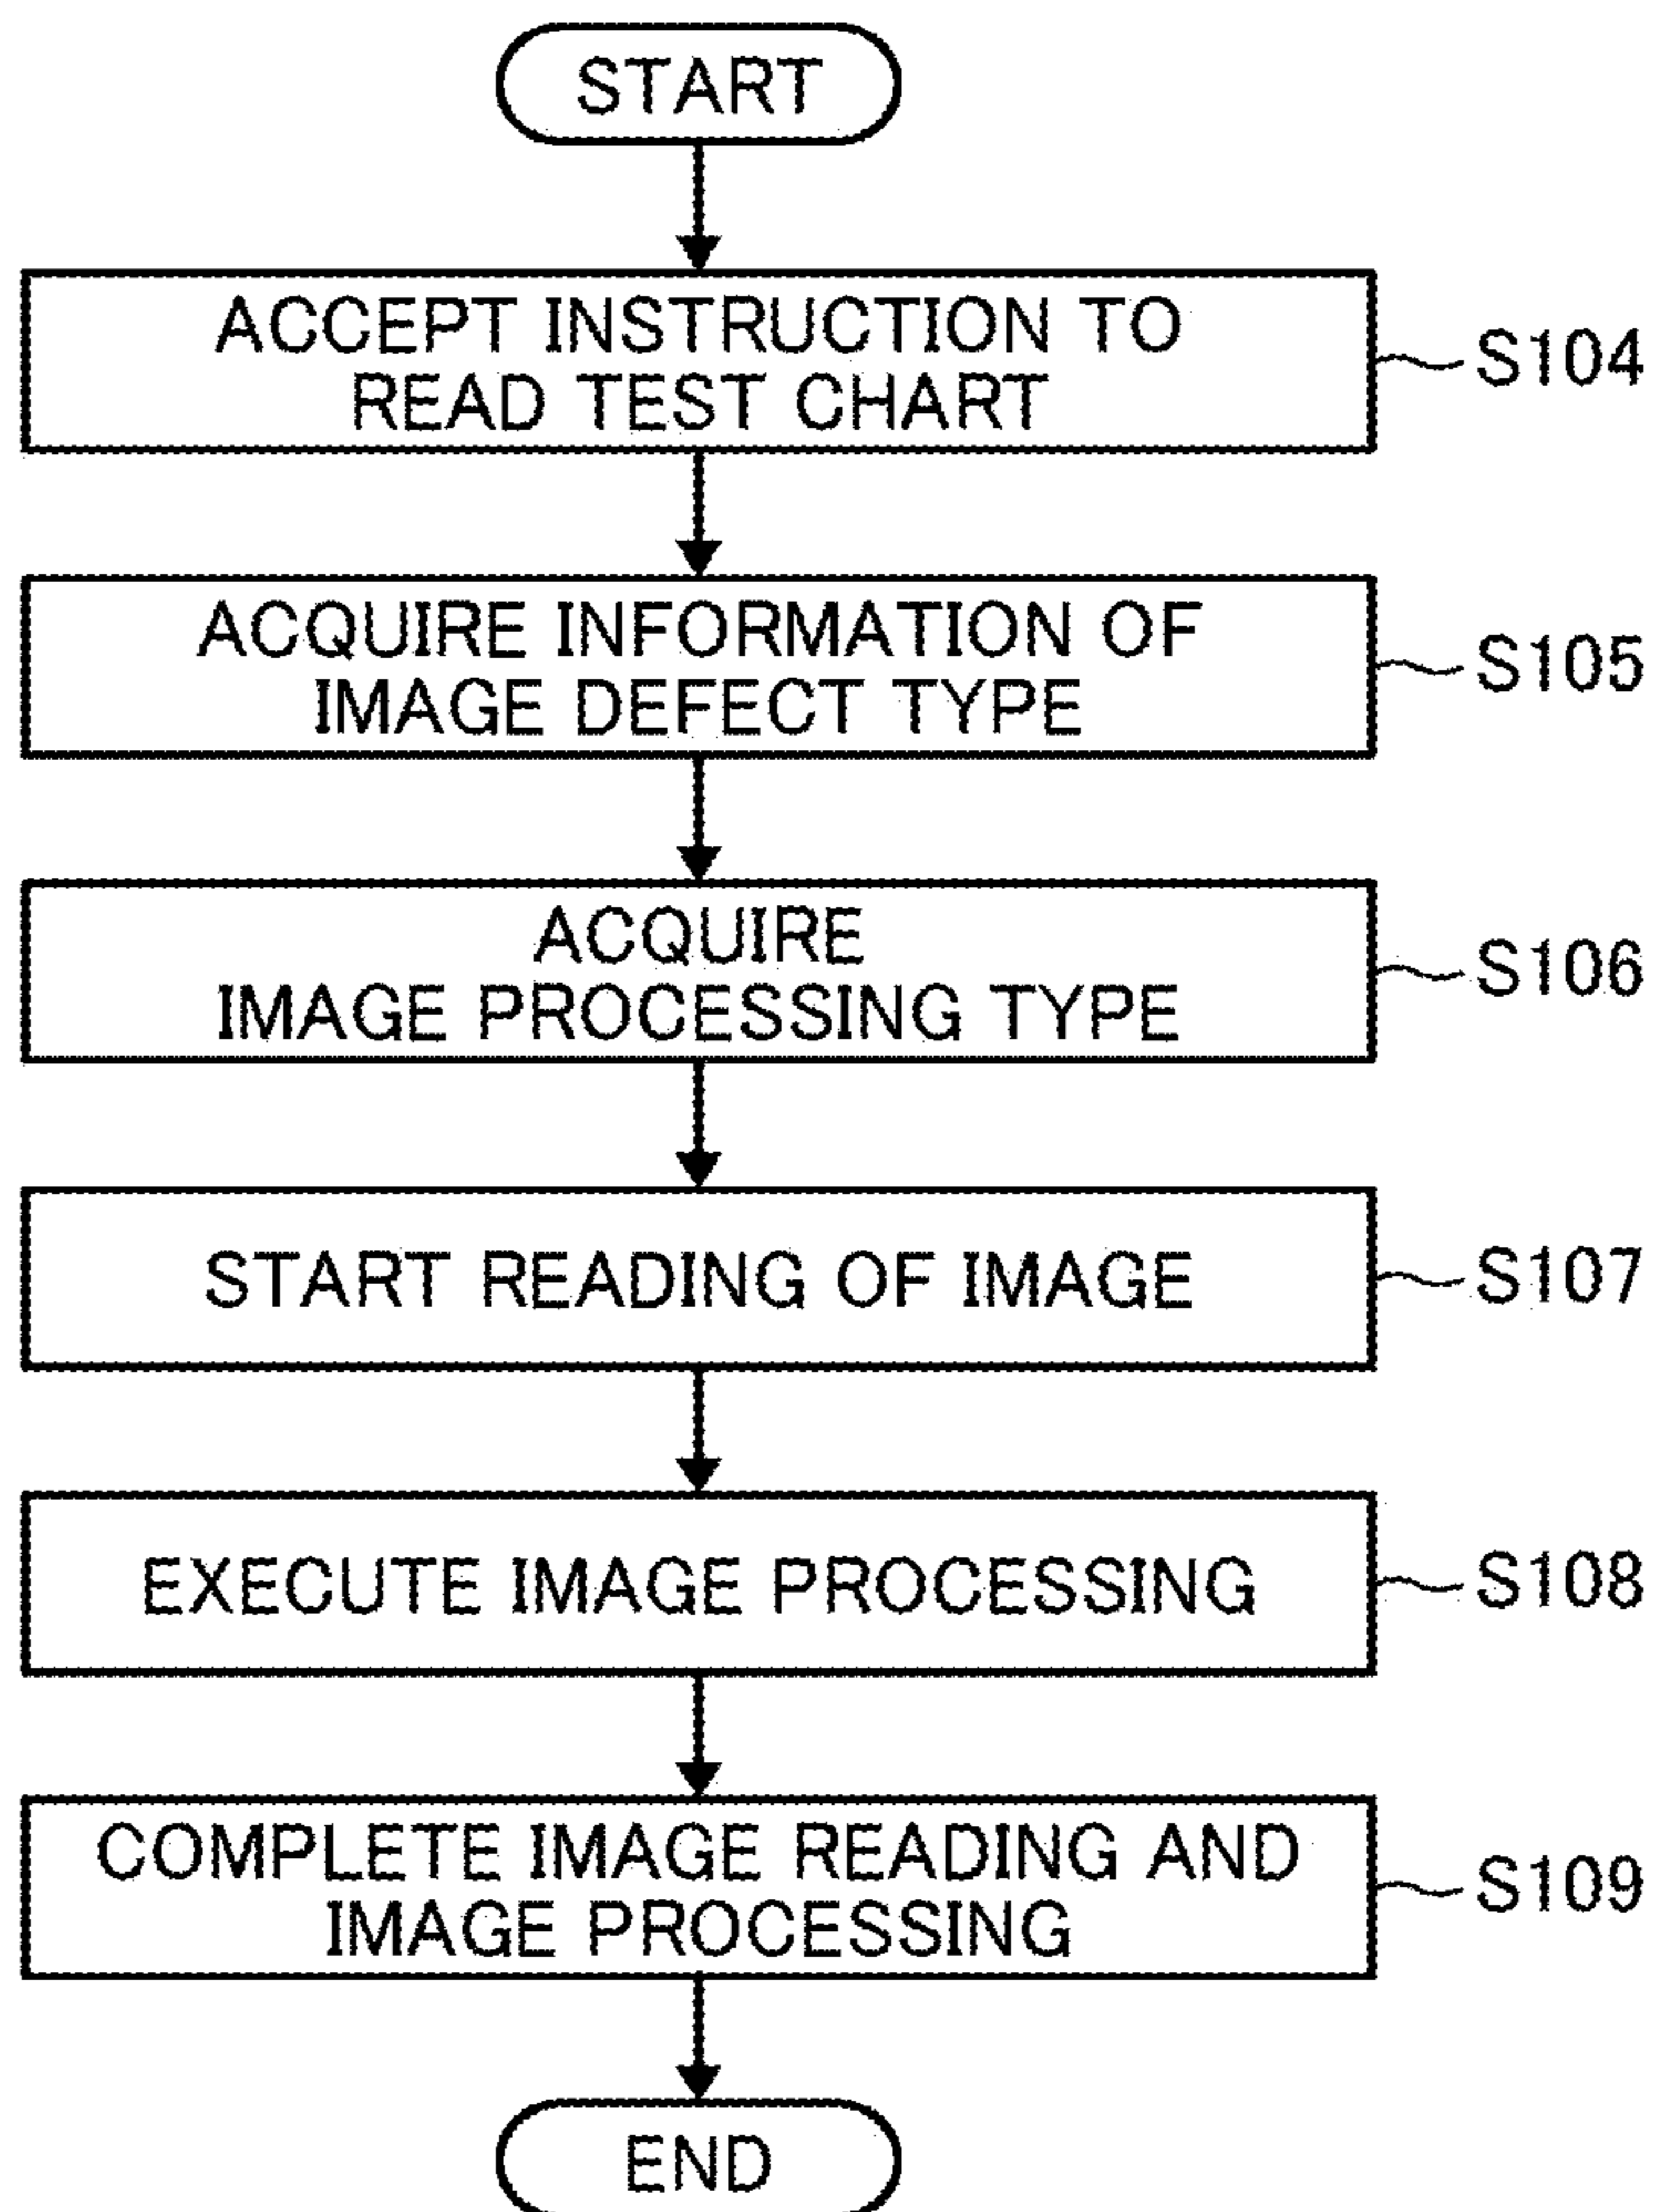 START
ACCEPT INSTRUCTION TO
READ TEST CHART
S104
ACQUIRE INFORMATION OF
IMAGE DEFECT TYPE
S105
ACQUIRE
IMAGE PROCESSING TYPE
S106
START READING OF IMAGE
S107
EXECUTE IMAGE PROCESSING
S108
COMPLETE IMAGE READING AND
IMAGE PROCESSING
S109
END